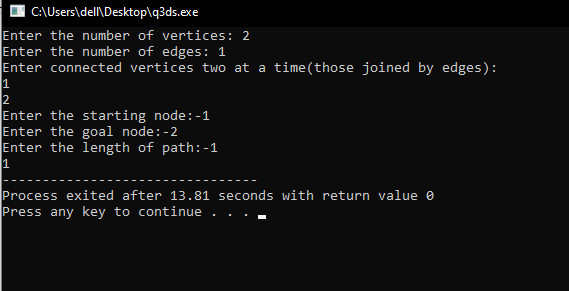 C:\Users\dell\Desktop\q3ds.exe
Enter the number of vertices: 2
Enter the number of edges: 1
Enter connected vertices two at a time(those joined by edges):
1
2
Enter the starting node:-1
Enter the goal node:-2
Enter the length of path:-1
1
--------------------------------
Process exited after 13.81 seconds with return value 0
Press any key to continue . . .